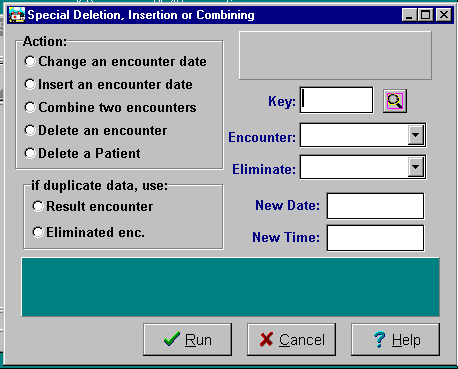 Special Deletion, Insertion or Combining
Action:
Change an encounter date
Insert an encounter date
Combine two encounters
Delete an encounter
Delete a Patient
if duplicate data, use:
Result encounter
Eliminated enc.
Key:
Encounter:
Eliminate:
New Date:
New Time:
Run
Cancel
? Help